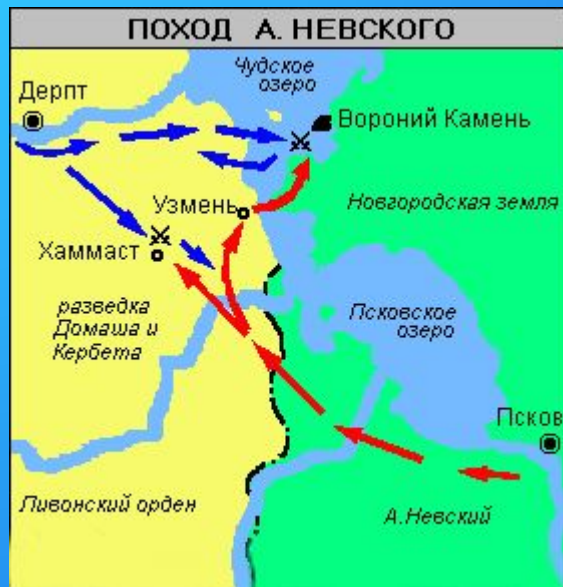 ПОХОД А. НЕВСКОГО
Чудское
озеро
Дерпт
Вороний Камень
Узмень
Новгородская земля
Хаммаст
разведка
Домаша и
Кербета
Псковское
озеро
Псков
Ливонский орден
А.Невский